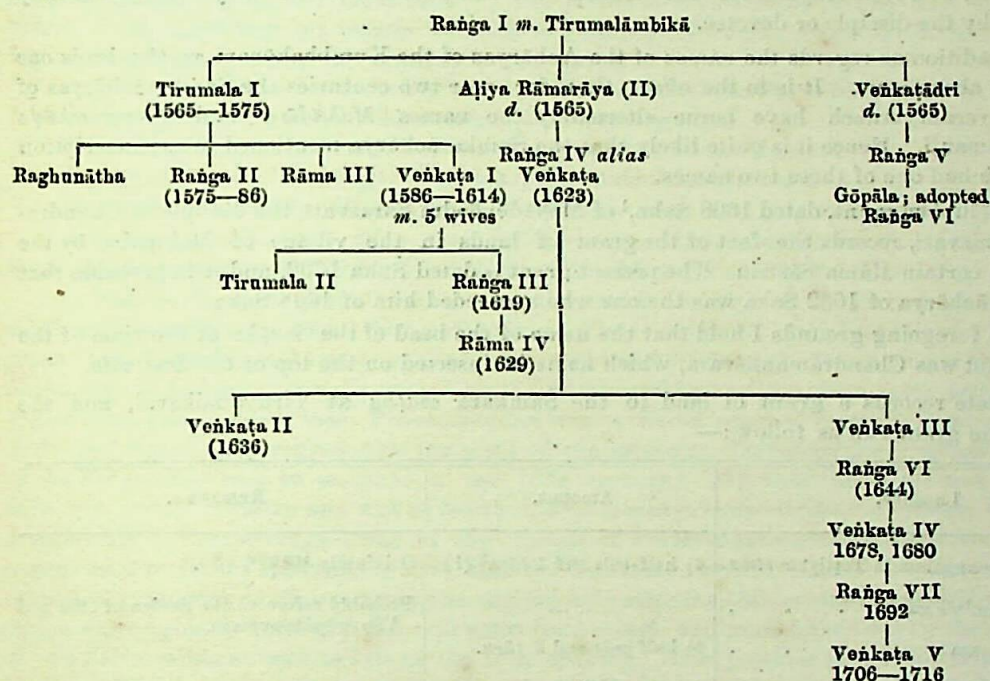 Raṅga I m. Tirumalāmbikā
Tirumala I
(1565—1575)
Aḷiya Rāmarāya (II)
d. (1565)
Veṅkaṭādri
d. (1565)
Raghunātha
Raṅga II
(1575—86)
Rāma III
Veṅkaṭa
(1586—1614)
m. 5 wives
Raṅga IV alias
Veṅkaṭa
(1623)
Raṅga V
Gōpāla ; adopted
Raṅga VI
Tirumala II
Raṅga III
(1619)
Rāma IV
(1629)
Veṅkaṭa II
(1636)
Veṅkaṭa III
Raṅga VI
(1644)
Veṅkaṭa IV
1678, 1680
Raṅga VII
1692
Veṅkaṭa V
1706—1716